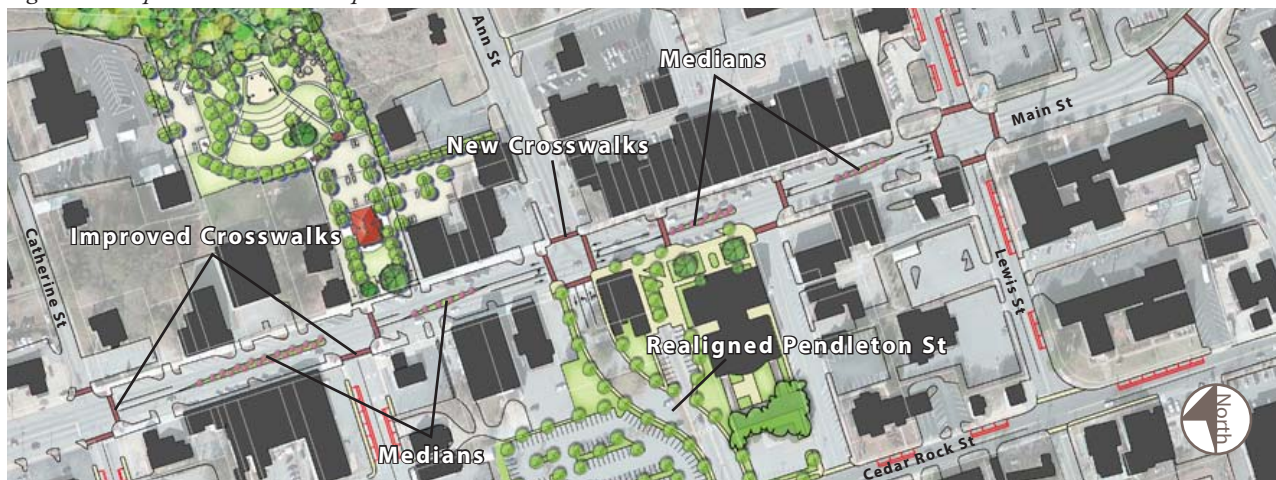 Ann St
Medians
Main St
New Crosswalks
Catherine St
Improved Crosswalks
Lewis St
Realigned Pendleton St
Medians
Cedar Rock St
North